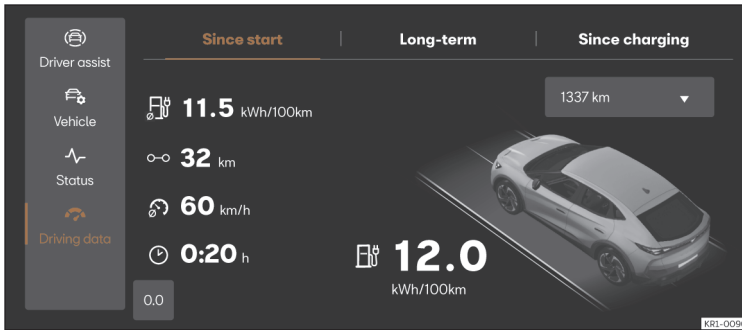 Driver assist
Vehicle
Status
Driving data
Since start
Long-term
Since charging
1337 km
11.5 kWh/100km
32 km
60 km/h
0:20 h
0.0
12.0
kWh/100km